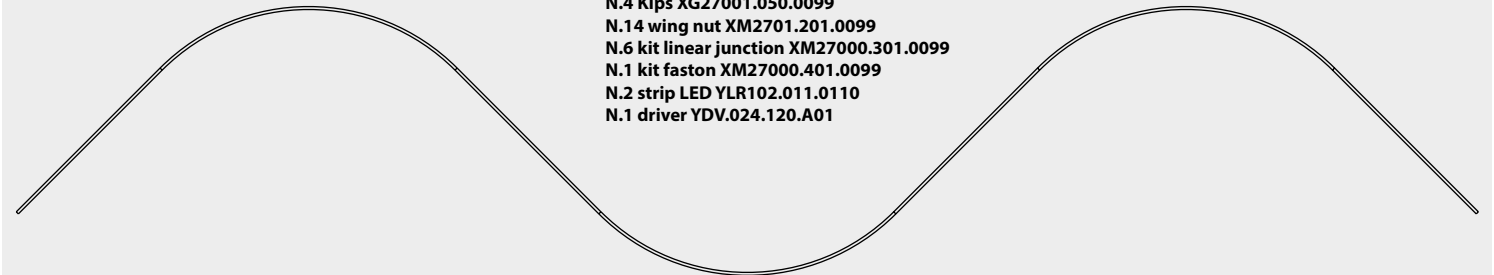 N.4 Kips XG27001.050.0099
N.14 wing nut XM2701.201.0099
N.6 kit linear junction XM27000.301.0099
N.1 kit faston XM27000.401.0099
N.2 strip LED YLR102.011.0110
N.1 driver YDV.024.120.A01